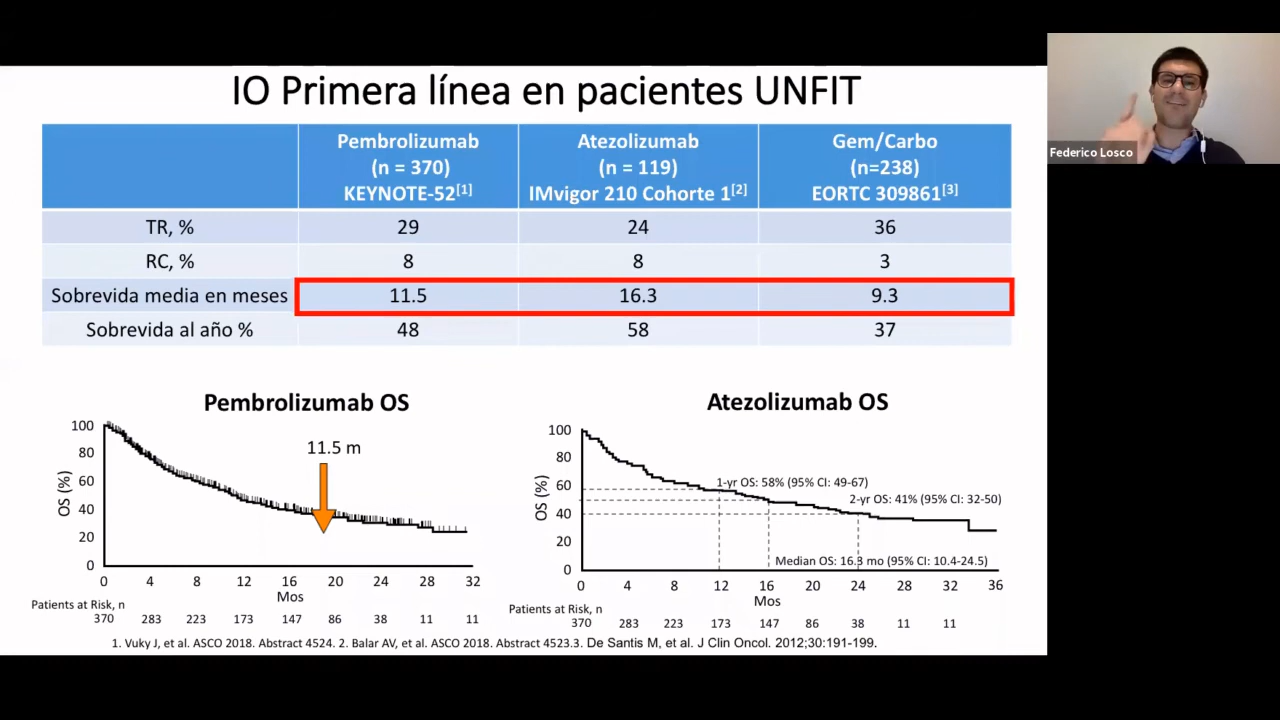 IO Primera línea en pacientes UNFIT
Federico Losco
Pembrolizumab (n = 370) KEYNOTE-52[1]
Atezolizumab (n = 119) IMvigor 210 Cohorte 1[2]
Gem/Carbo (n=238) EORTC 309861[3]
TR, % 29 24 36
RC, % 8 8 3
Sobrevida media en meses 11.5 16.3 9.3
Sobrevida al año % 48 58 37
Pembrolizumab OS
11.5 m
OS (%)
100
80
60
40
20
0
0 4 8 12 16 20 24 28 32
Mos
Patients at Risk, n
370 283 223 173 147 86 38 11 11
Atezolizumab OS
OS (%)
100
80
60
40
20
0
1-yr OS: 58% (95% CI: 49-67)
2-yr OS: 41% (95% CI: 32-50)
Median OS: 16.3 mo (95% CI: 10.4-24.5)
0 4 8 12 16 20 24 28 32 36
Mos
Patients at Risk, n
370 283 223 173 147 86 38 11 11
1. Vuky J, et al. ASCO 2018. Abstract 4524. 2. Balar AV, et al. ASCO 2018. Abstract 4523.3. De Santis M, et al. J Clin Oncol. 2012;30:191-199.